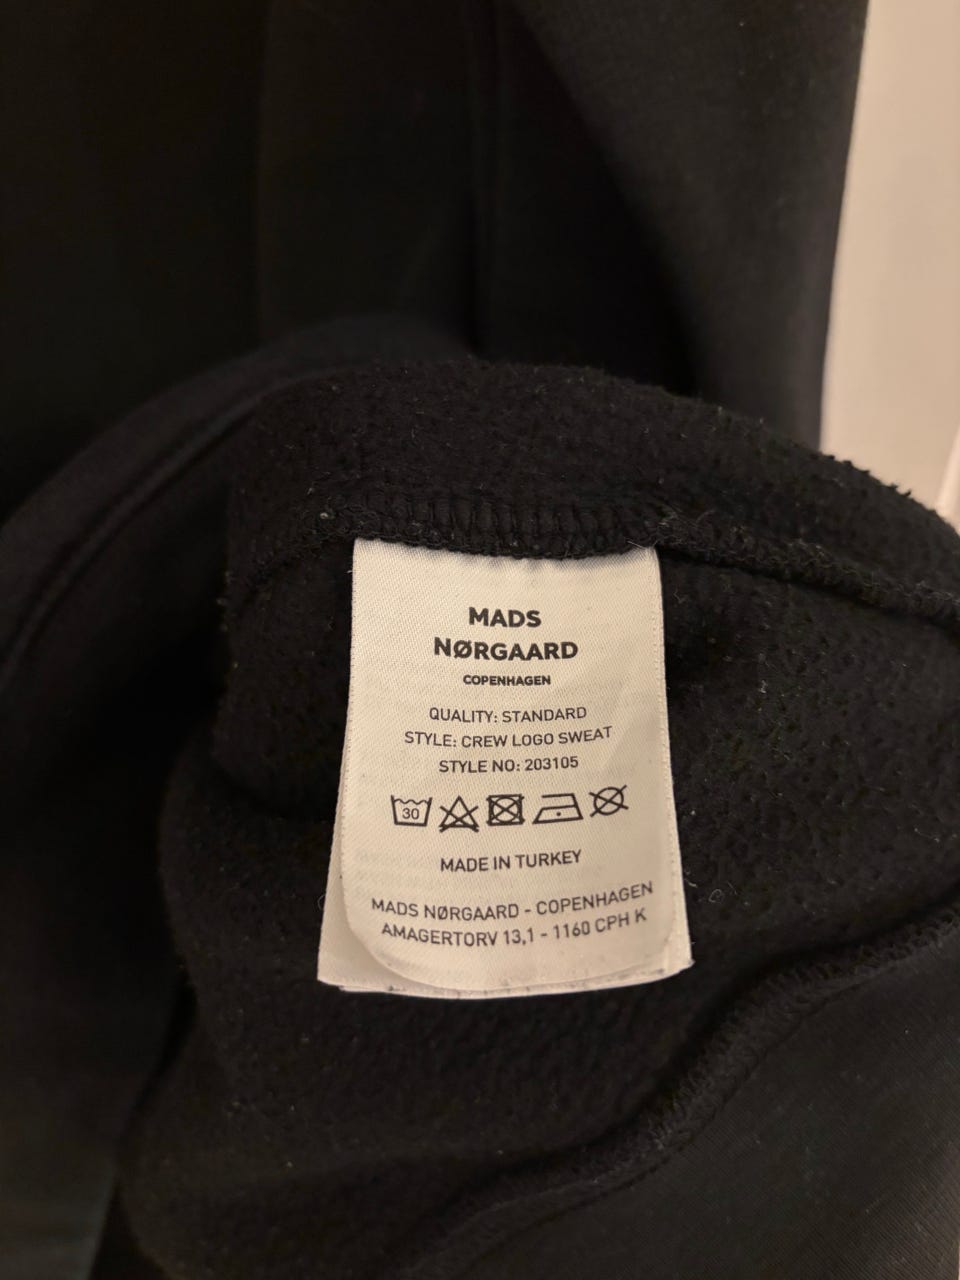 MADS
NØRGAARD
COPENHAGEN
QUALITY: STANDARD
STYLE: CREW LOGO SWEAT
STYLE NO: 203105
30
MADE IN TURKEY
MADS NØRGAARD - COPENHAGEN
AMAGERTORV 13,1 - 1160 CPH K